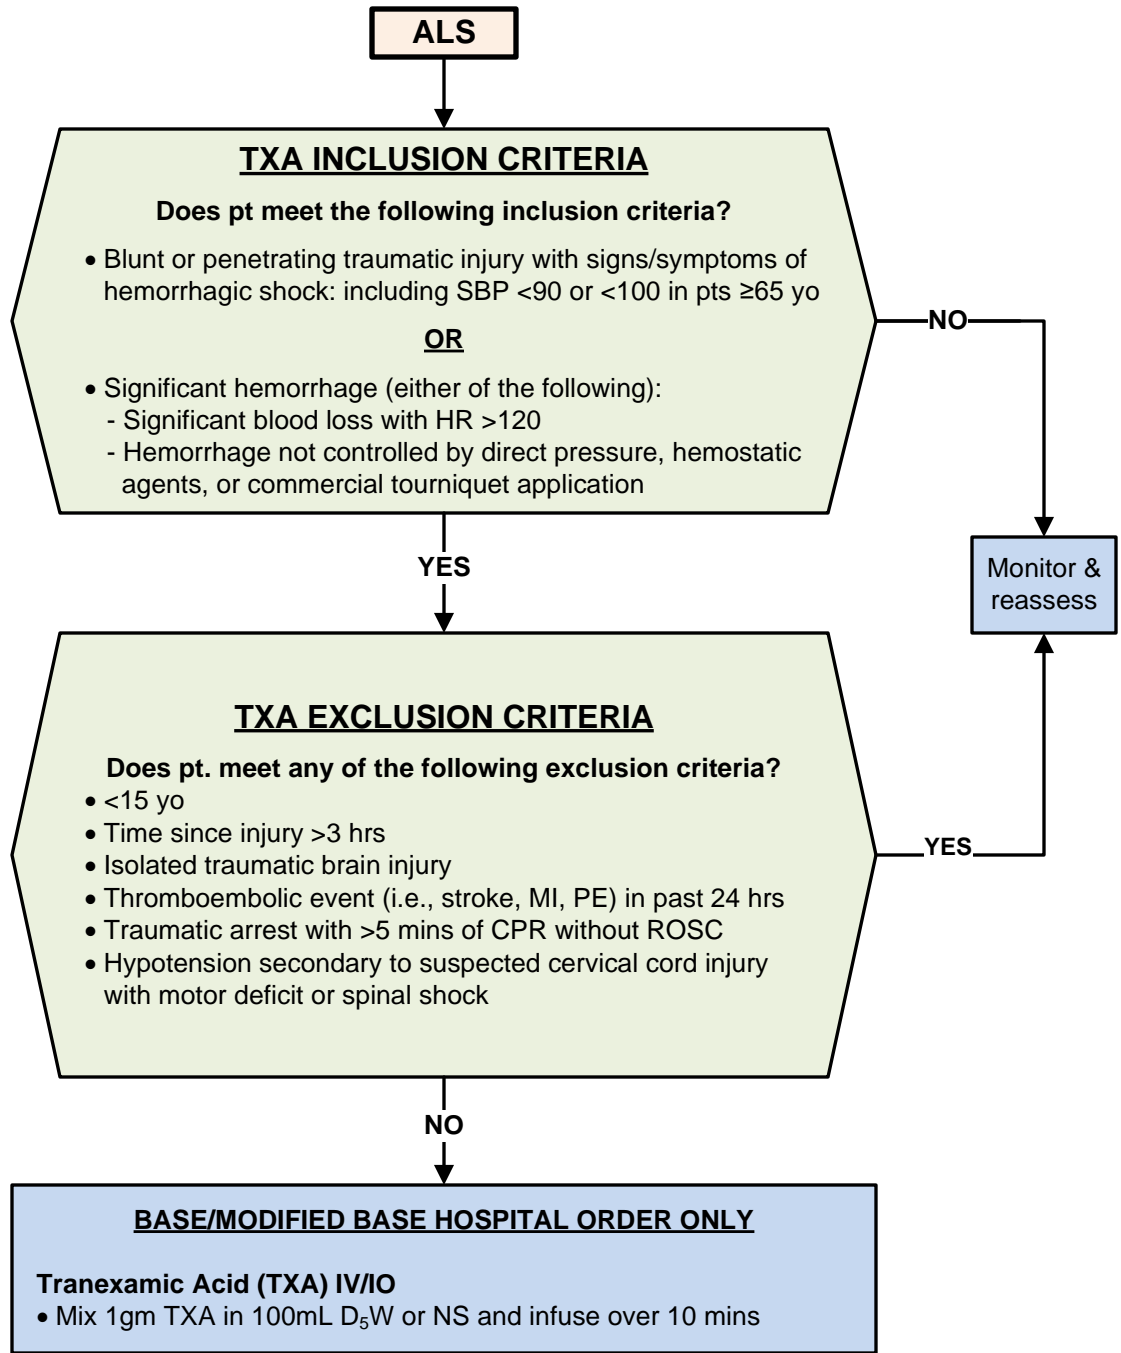 ALS
TXA INCLUSION CRITERIA
Does pt meet the following inclusion criteria?
• Blunt or penetrating traumatic injury with signs/symptoms of
hemorrhagic shock: including SBP <90 or <100 in pts ≥65 yo
OR
• Significant hemorrhage (either of the following):
- Significant blood loss with HR >120
- Hemorrhage not controlled by direct pressure, hemostatic
agents, or commercial tourniquet application
NO
YES
Monitor &
reassess
TXA EXCLUSION CRITERIA
Does pt. meet any of the following exclusion criteria?
• <15 yo
• Time since injury >3 hrs
• Isolated traumatic brain injury
• Thromboembolic event (i.e., stroke, MI, PE) in past 24 hrs
• Traumatic arrest with >5 mins of CPR without ROSC
• Hypotension secondary to suspected cervical cord injury
with motor deficit or spinal shock
YES
NO
BASE/MODIFIED BASE HOSPITAL ORDER ONLY
Tranexamic Acid (TXA) IV/IO
• Mix 1gm TXA in 100mL D₅W or NS and infuse over 10 mins